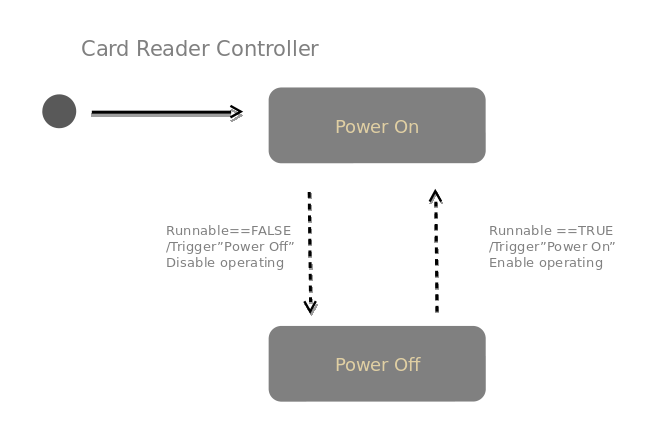 Card Reader Controller
Power On
Runnable==FALSE
/Trigger”Power Off”
Disable operating
Runnable ==TRUE
/Trigger”Power On”
Enable operating
Power Off